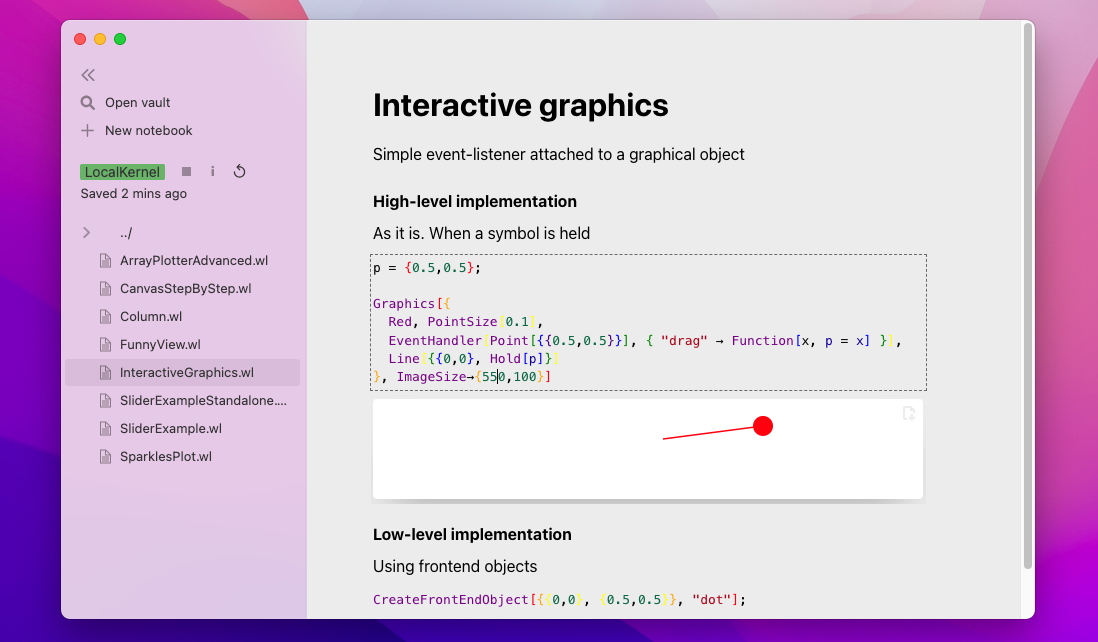 Open vault
New notebook
LocalKernel
Saved 2 mins ago
../
ArrayPlotterAdvanced.wl
CanvasStepByStep.wl
Column.wl
FunnyView.wl
InteractiveGraphics.wl
SliderExampleStandalone....
SliderExample.wl
SparklesPlot.wl
Interactive graphics
Simple event-listener attached to a graphical object
High-level implementation
As it is. When a symbol is held
p = {0.5,0.5};
Graphics[{
Red, PointSize[0.1],
EventHandler[Point[{{0.5,0.5}}], { "drag" → Function[x, p = x] }],
Line[{{0,0}, Hold[p]}]
}, ImageSize→{550,100}]
Low-level implementation
Using frontend objects
CreateFrontEndObject[{{0,0}, {0.5,0.5}}, "dot"];